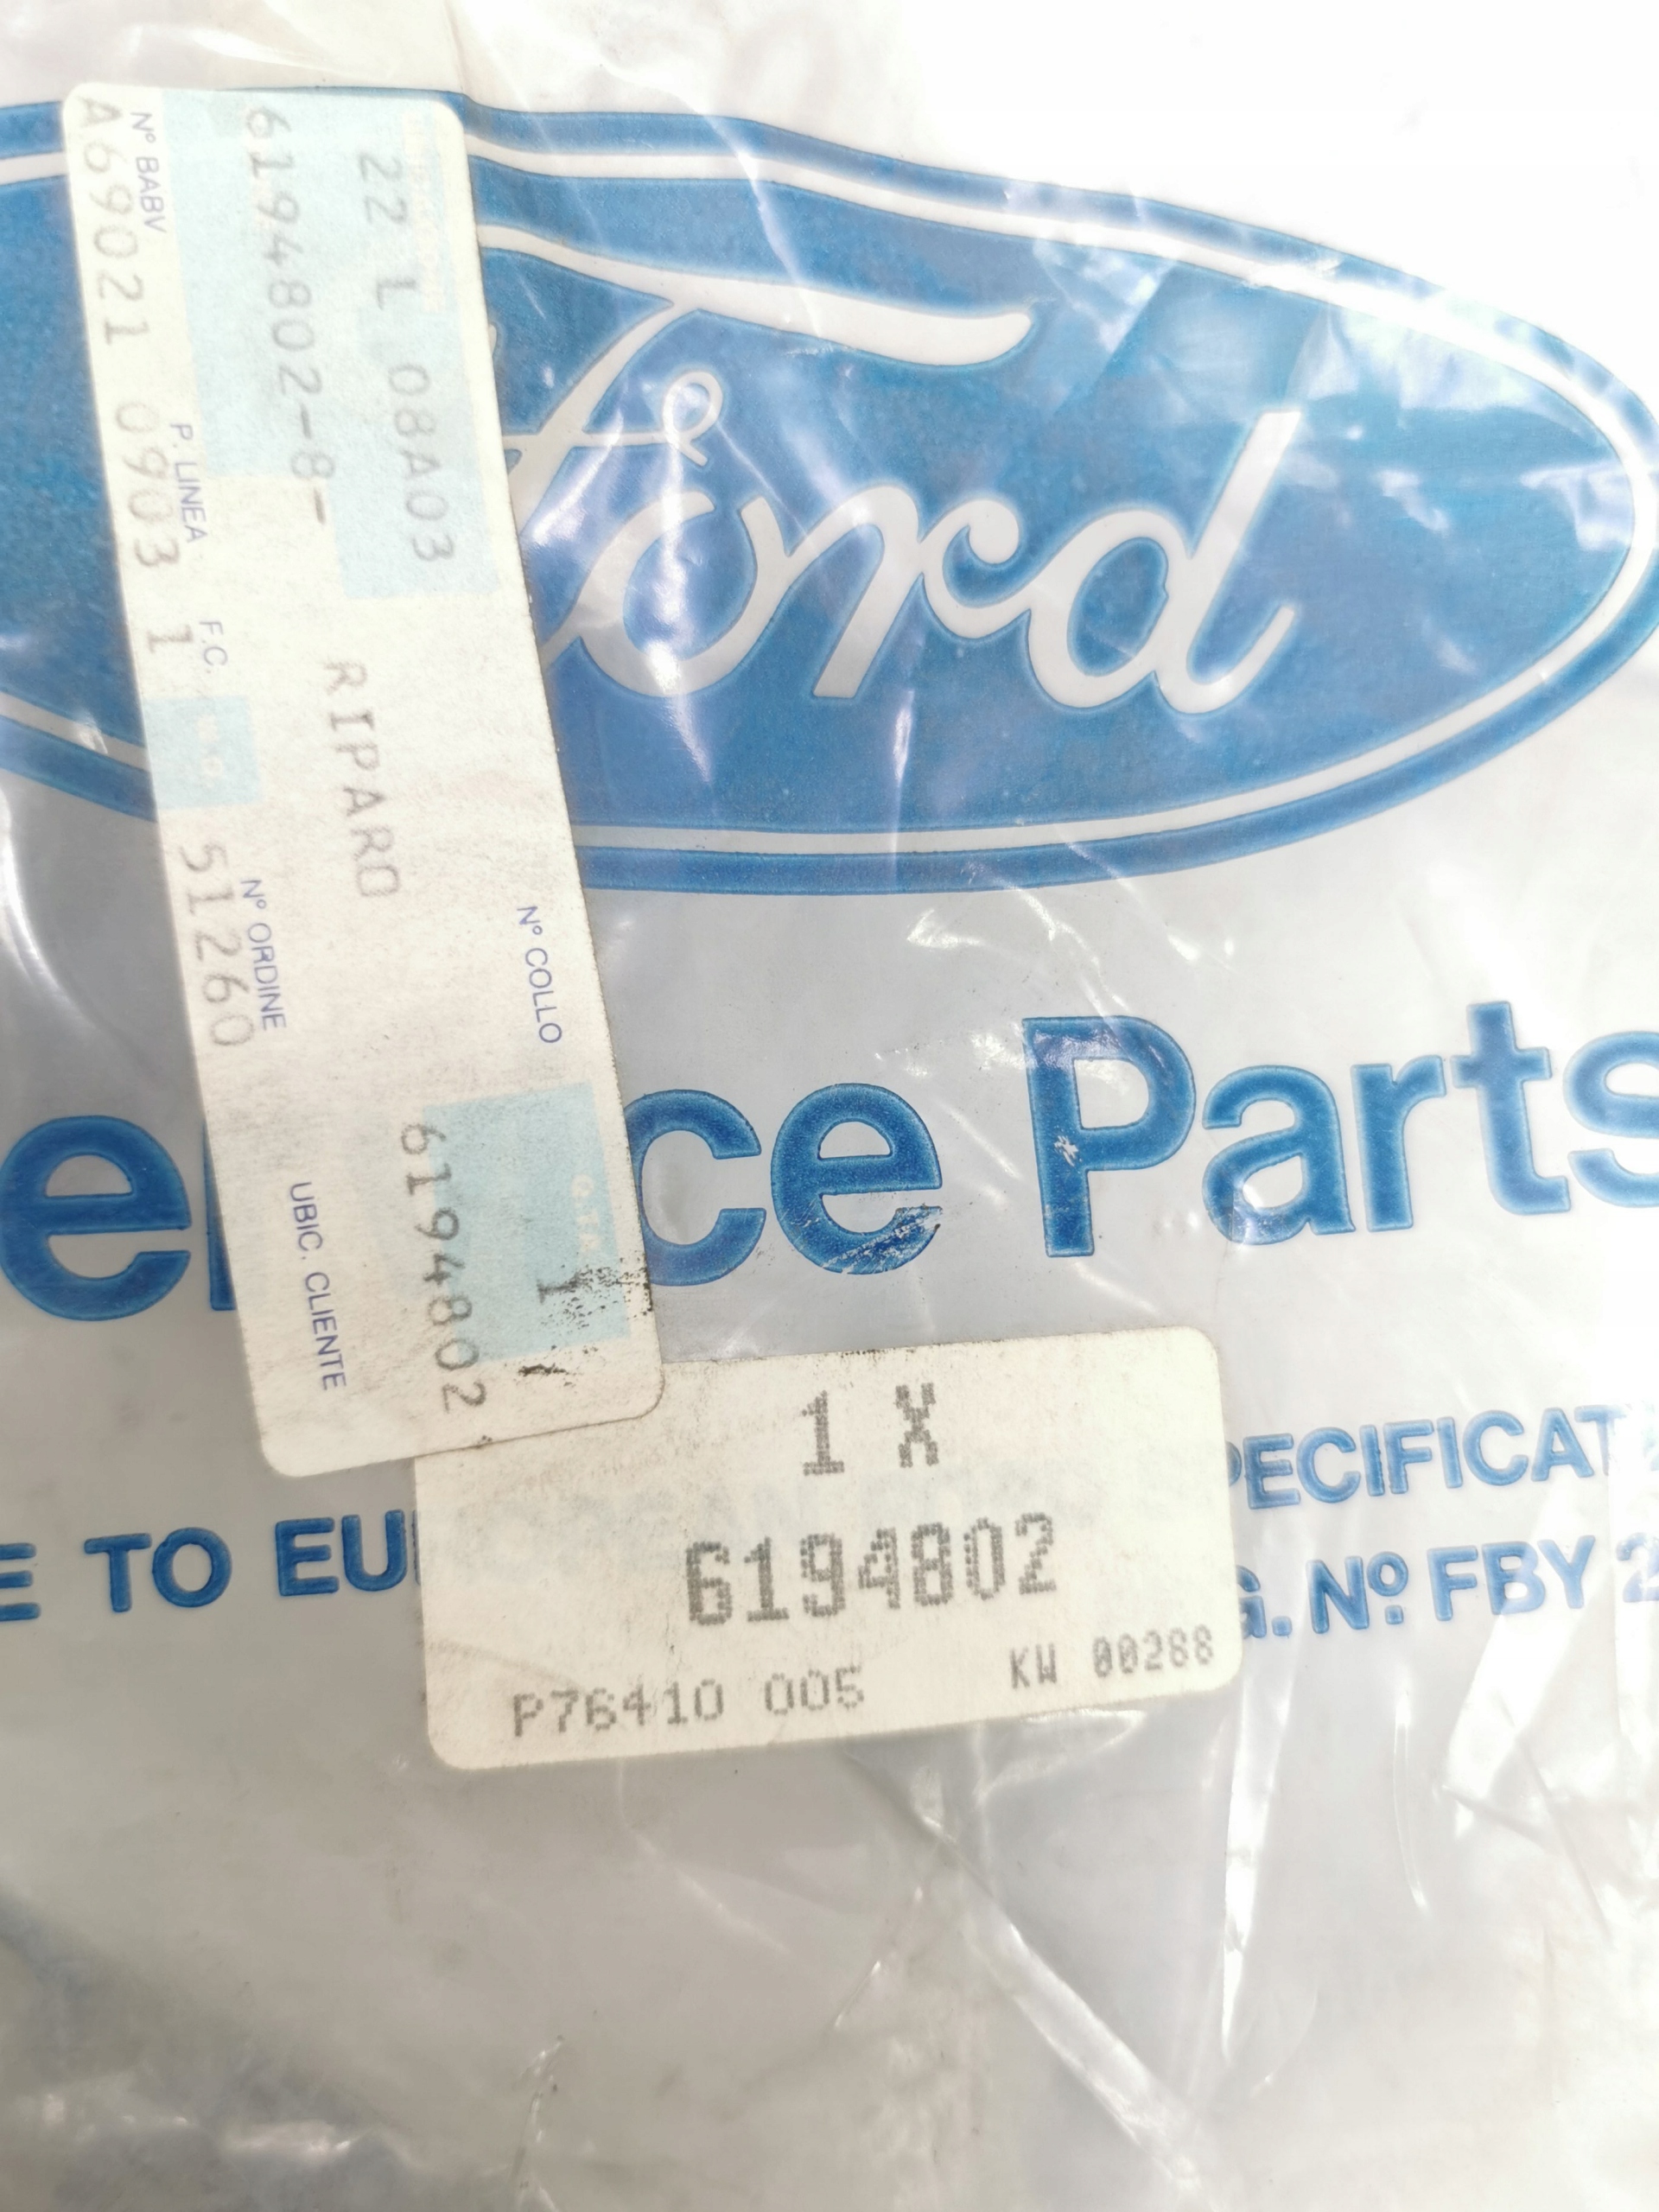 Ford
22 L 08A03
6194802-8-
RIPARO
Nº BABV
P. LINEA
F.C.
Nº ORDINE
UBIC. CLIENTE
A69021 0903 1 51260
Nº COLLO
1
6194802
ce Parts
1 X
6194802
P76410 005
KW 00288
PECIFICAT
E TO EU
G. Nº FBY 2